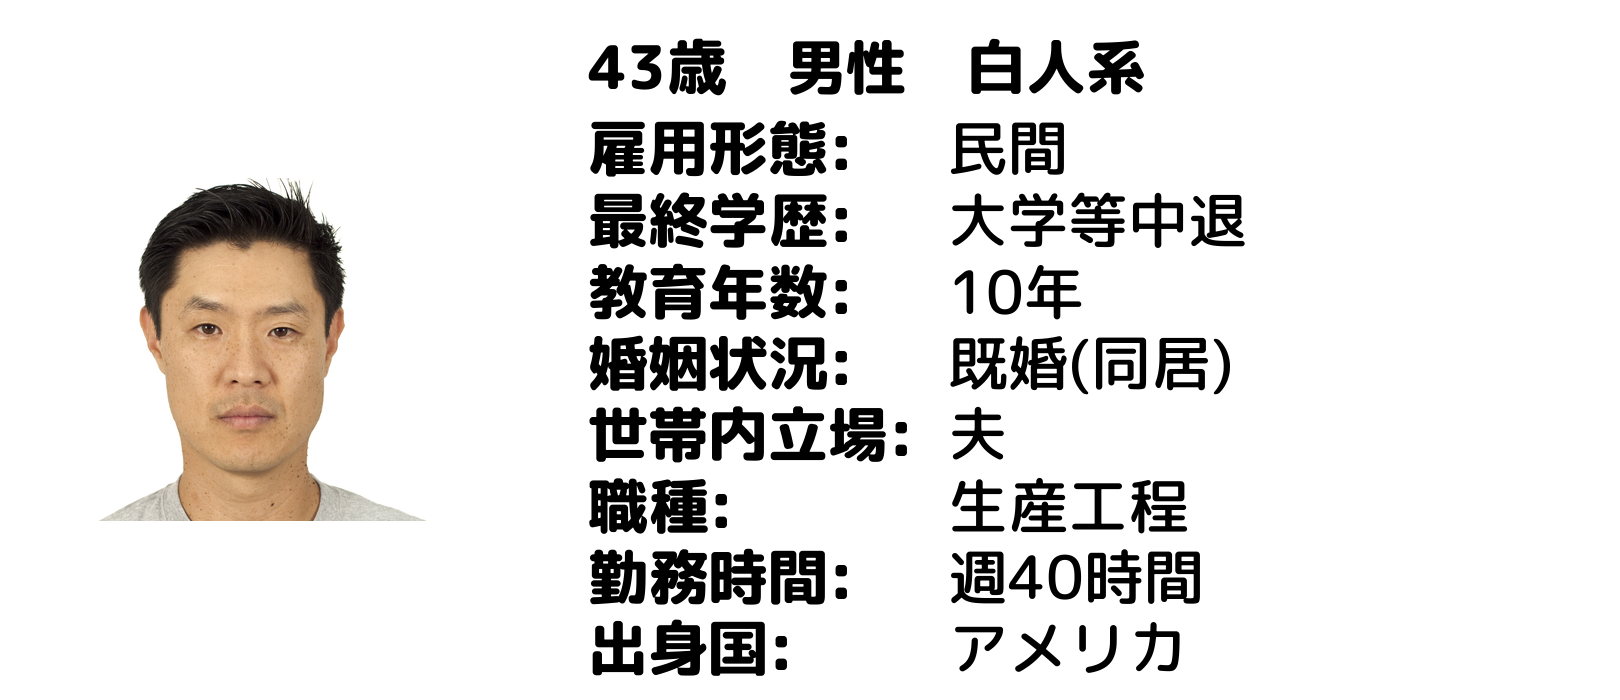 43歳　男性　白人系
雇用形態: 民間
最終学歴: 大学等中退
教育年数: 10年
婚姻状況: 既婚(同居)
世帯内立場: 夫
職種: 生産工程
勤務時間: 週40時間
出身国: アメリカ